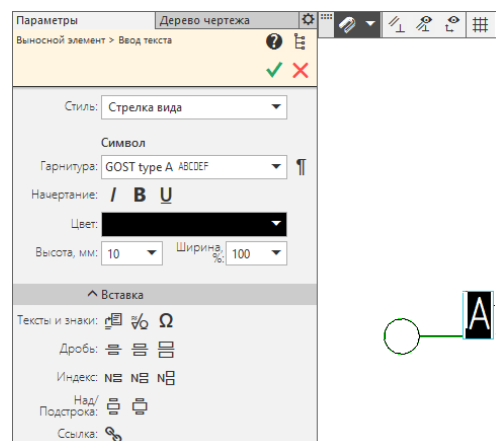 Параметры
Дерево чертежа
Выносной элемент > Ввод текста
?
Стиль: Стрелка вида
Символ
Гарнитура: GOST type A ABCDEF ¶
Начертание: I B U
Цвет:
Высота, мм: 10 Ширина, %: 100
Вставка
Тексты и знаки: Ω
Дробь:
Индекс: N N N
Над/
Подстрока:
Ссылка:
A